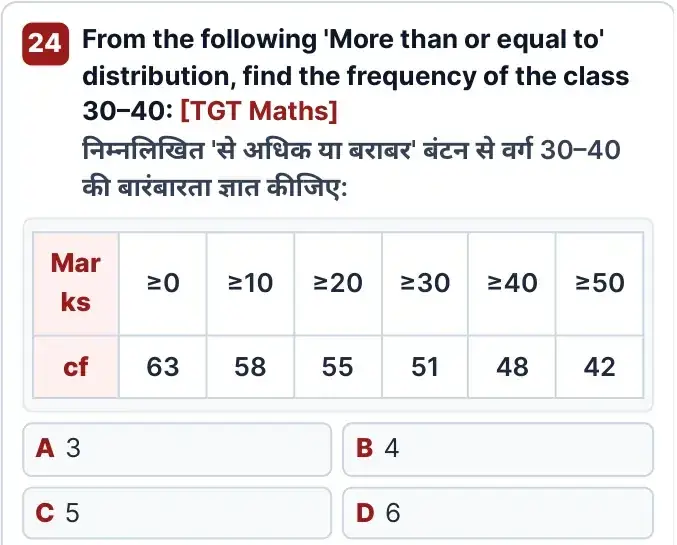 24 From the following 'More than or equal to'
distribution, find the frequency of the class
30–40: [TGT Maths]
निम्नलिखित 'से अधिक या बराबर' बंटन से वर्ग 30–40
की बारंबारता ज्ञात कीजिए:
Mar
ks ≥0 ≥10 ≥20 ≥30 ≥40 ≥50
cf 63 58 55 51 48 42
A 3 B 4
C 5 D 6